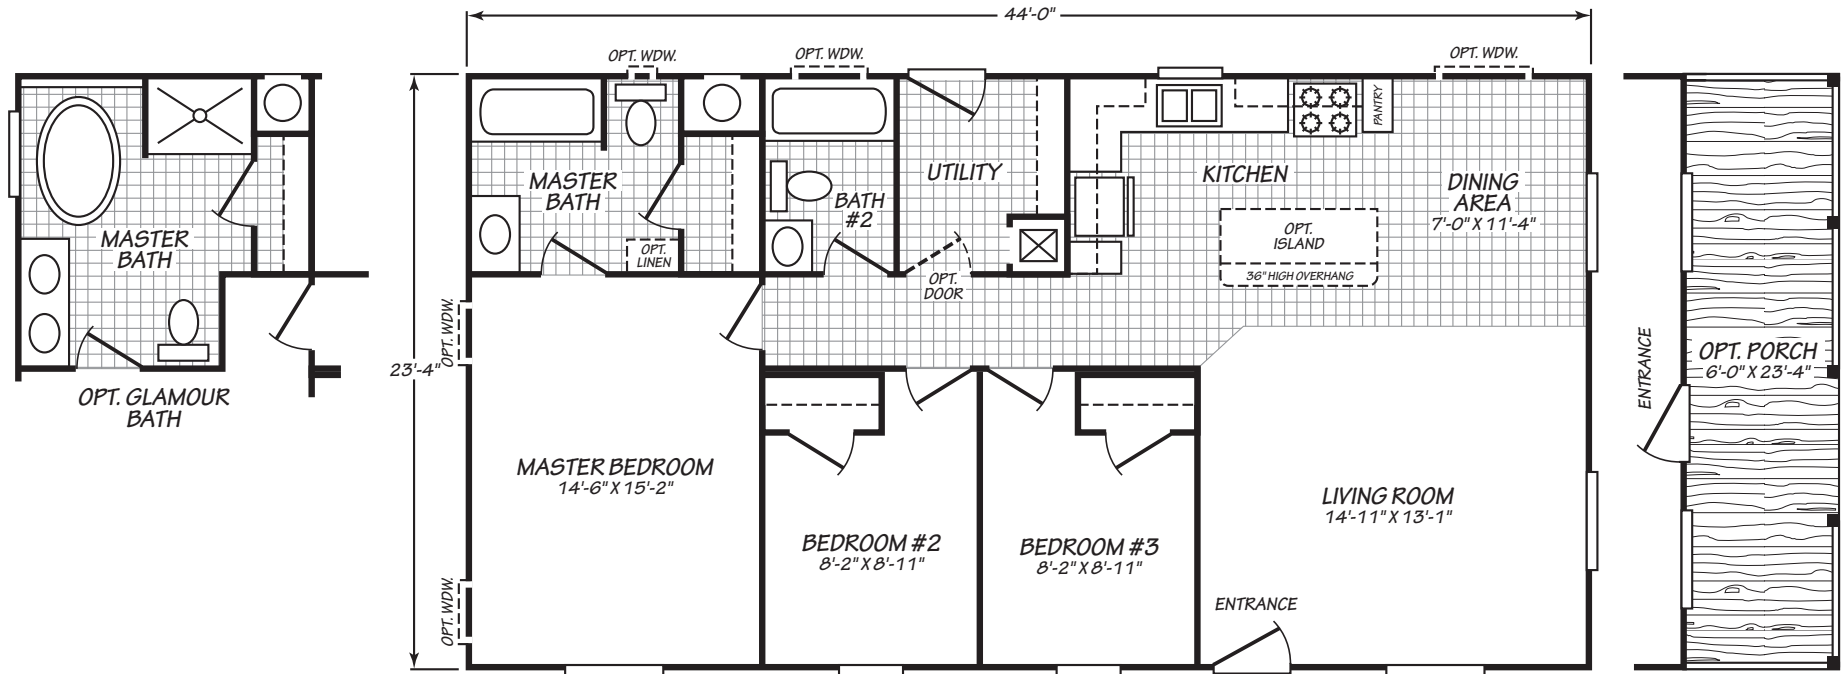 44'-0"
OPT. WDW.
OPT. WDW.
OPT. WDW.
PANTRY
MASTER
BATH
OPT.
LINEN
BATH
#2
UTILITY
OPT.
DOOR
KITCHEN
DINING
AREA
7'-0" X 11'-4"
OPT.
ISLAND
36" HIGH OVERHANG
MASTER
BATH
OPT. GLAMOUR
BATH
23'-4"
OPT. WDW.
OPT. WDW.
MASTER BEDROOM
14'-6" X 15'-2"
BEDROOM #2
8'-2" X 8'-11"
BEDROOM #3
8'-2" X 8'-11"
LIVING ROOM
14'-11" X 13'-1"
ENTRANCE
ENTRANCE
OPT. PORCH
6'-0" X 23'-4"